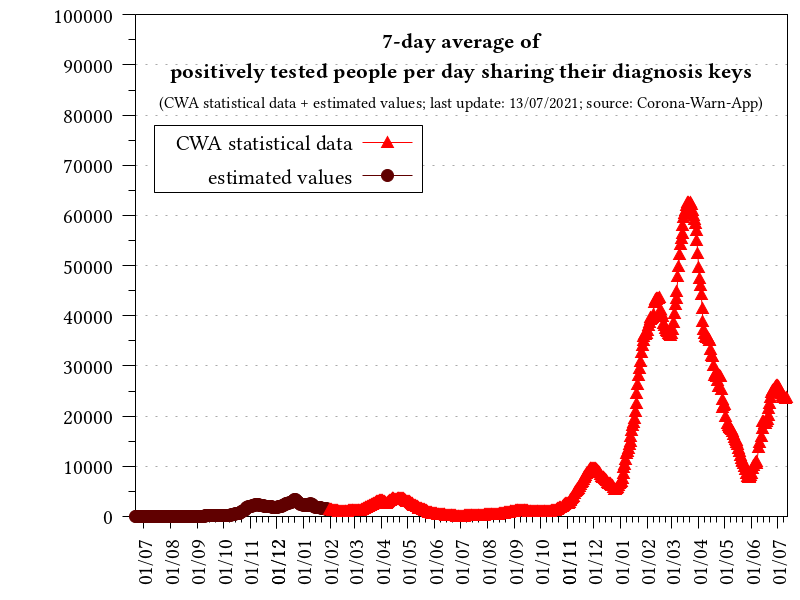 7-day average of
positively tested people per day sharing their diagnosis keys
(CWA statistical data + estimated values; last update: 13/07/2021; source: Corona-Warn-App)
CWA statistical data
estimated values
100000
90000
80000
70000
60000
50000
40000
30000
20000
10000
0
01/07 01/08 01/09 01/10 01/11 01/12 01/01 01/02 01/03 01/04 01/05 01/06 01/07 01/08 01/09 01/10 01/11 01/12 01/01 01/02 01/03 01/04 01/05 01/06 01/07